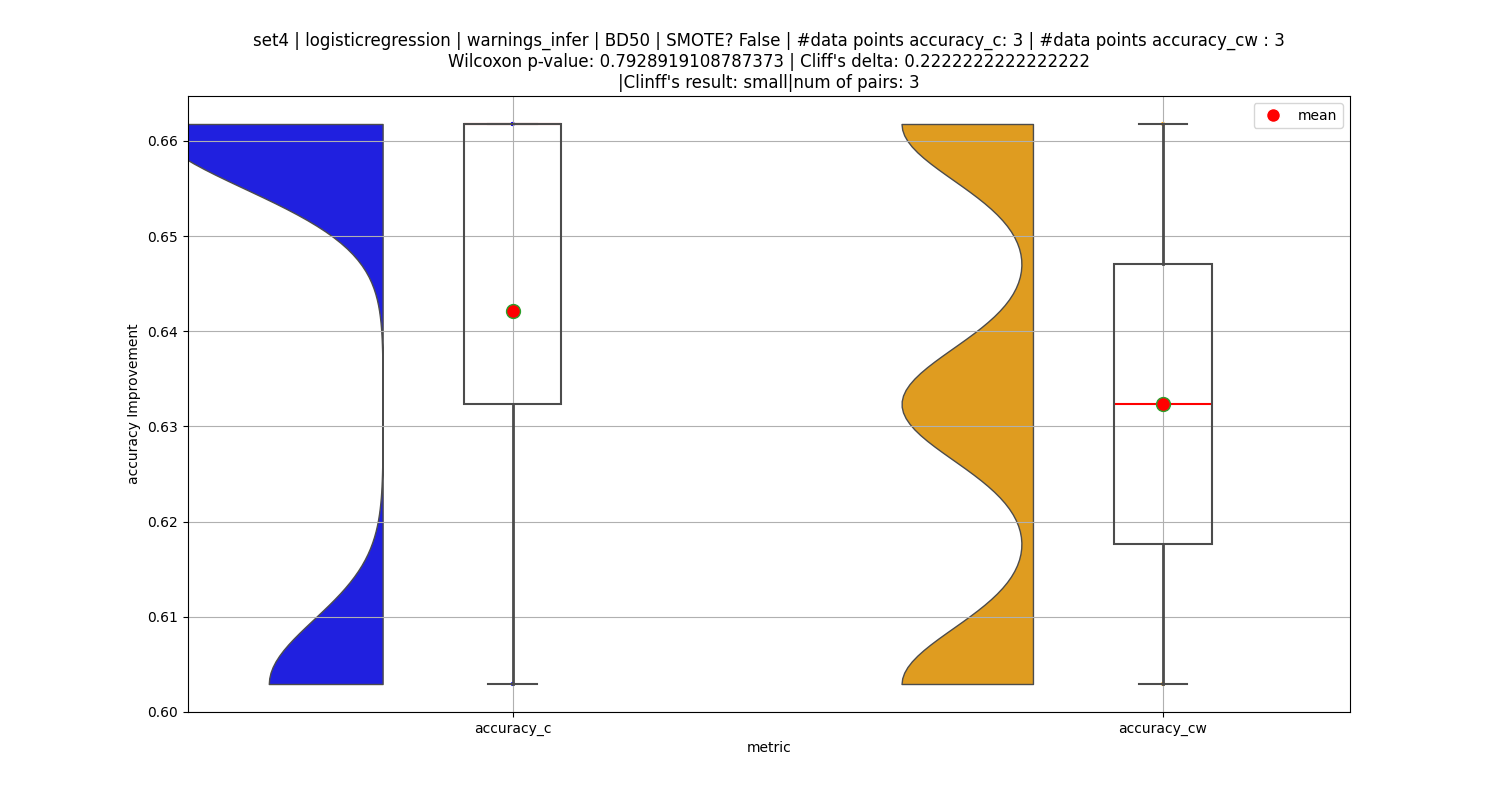 set4 | logisticregression | warnings_infer | BD50 | SMOTE? False | #data points accuracy_c: 3 | #data points accuracy_cw : 3
Wilcoxon p-value: 0.7928919108787373 | Cliff's delta: 0.2222222222222222
|Clinff's result: small|num of pairs: 3
mean
0.66
0.65
0.64
0.63
0.62
0.61
0.60
accuracy Improvement
accuracy_c
accuracy_cw
metric